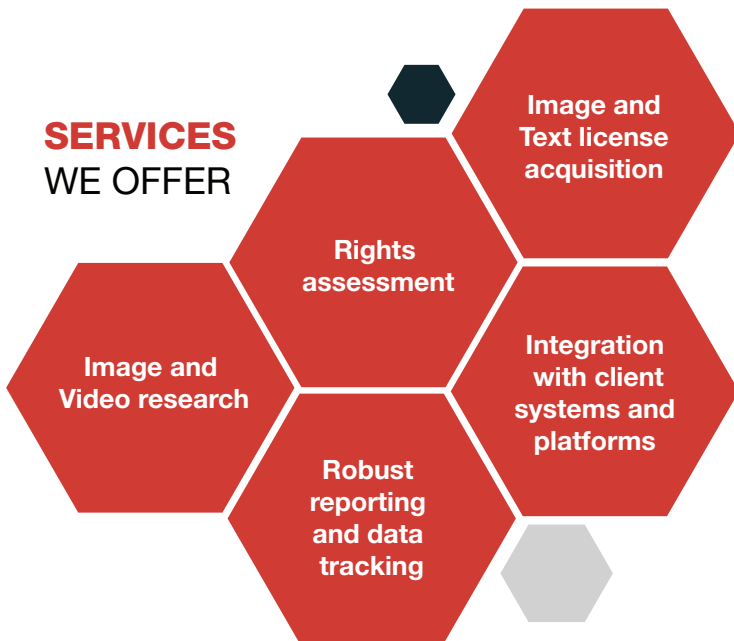 SERVICES
WE OFFER
Image and
Text license
acquisition
Rights
assessment
Image and
Video research
Integration
with client
systems and
platforms
Robust
reporting
and data
tracking